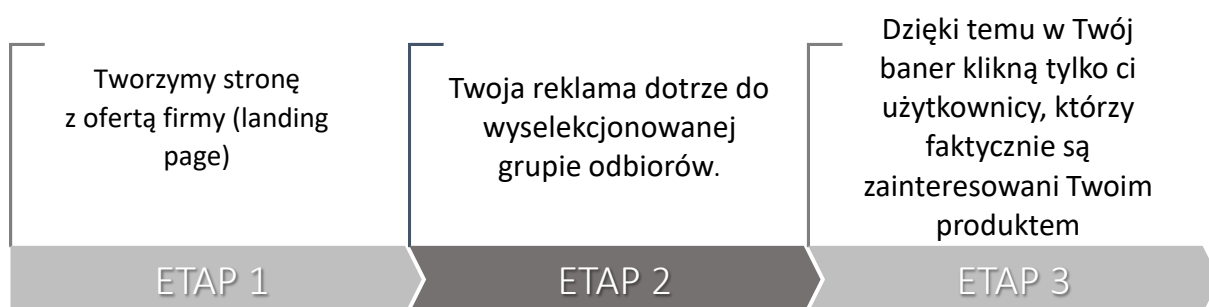 Tworzymy stronę
z ofertą firmy (landing
page)
ETAP 1
Twoja reklama dotrze do
wyselekcjonowanej
grupie odbiorów.
ETAP 2
Dzięki temu w Twój
baner klikną tylko ci
użytkownicy, którzy
faktycznie są
zainteresowani Twoim
produktem
ETAP 3